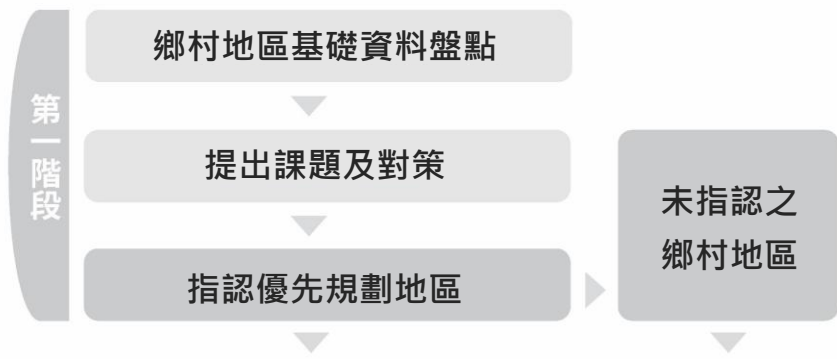 第一階段
鄉村地區基礎資料盤點
提出課題及對策
指認優先規劃地區
未指認之
鄉村地區